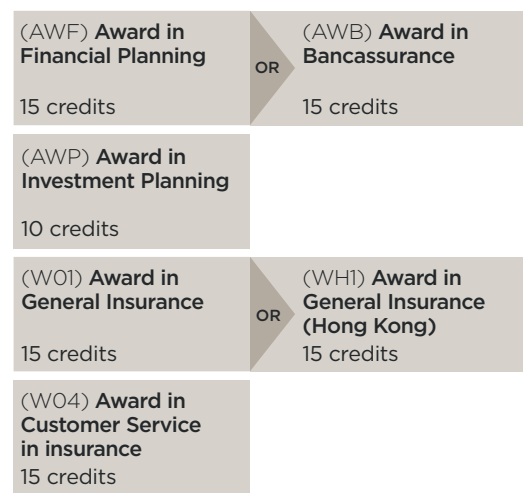 (AWF) Award in
Financial Planning
15 credits
OR
(AWB) Award in
Bancassurance
15 credits
(AWP) Award in
Investment Planning
10 credits
(W01) Award in
General Insurance
15 credits
OR
(WH1) Award in
General Insurance
(Hong Kong)
15 credits
(W04) Award in
Customer Service
in insurance
15 credits